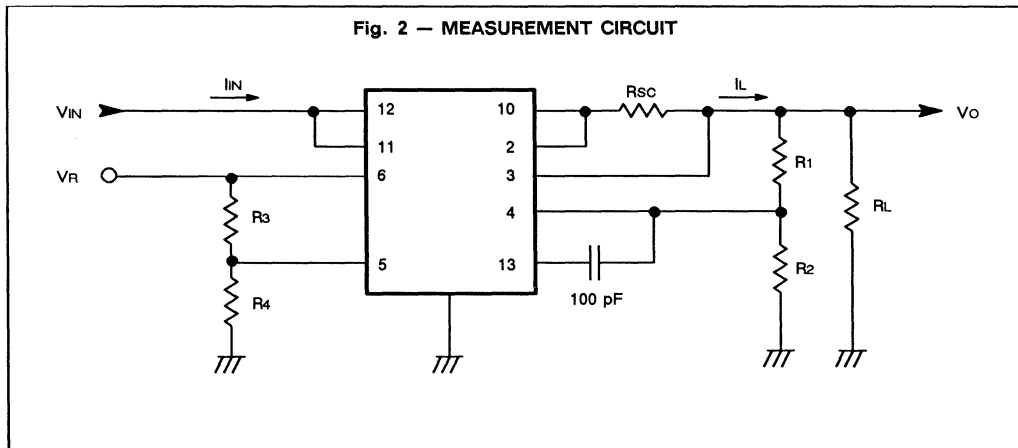 Fig. 2 — MEASUREMENT CIRCUIT
IIN
RSC
IL
VIN
12
10
VO
11
2
R1
VR
6
3
R3
4
RL
5
13
R2
R4
100 pF